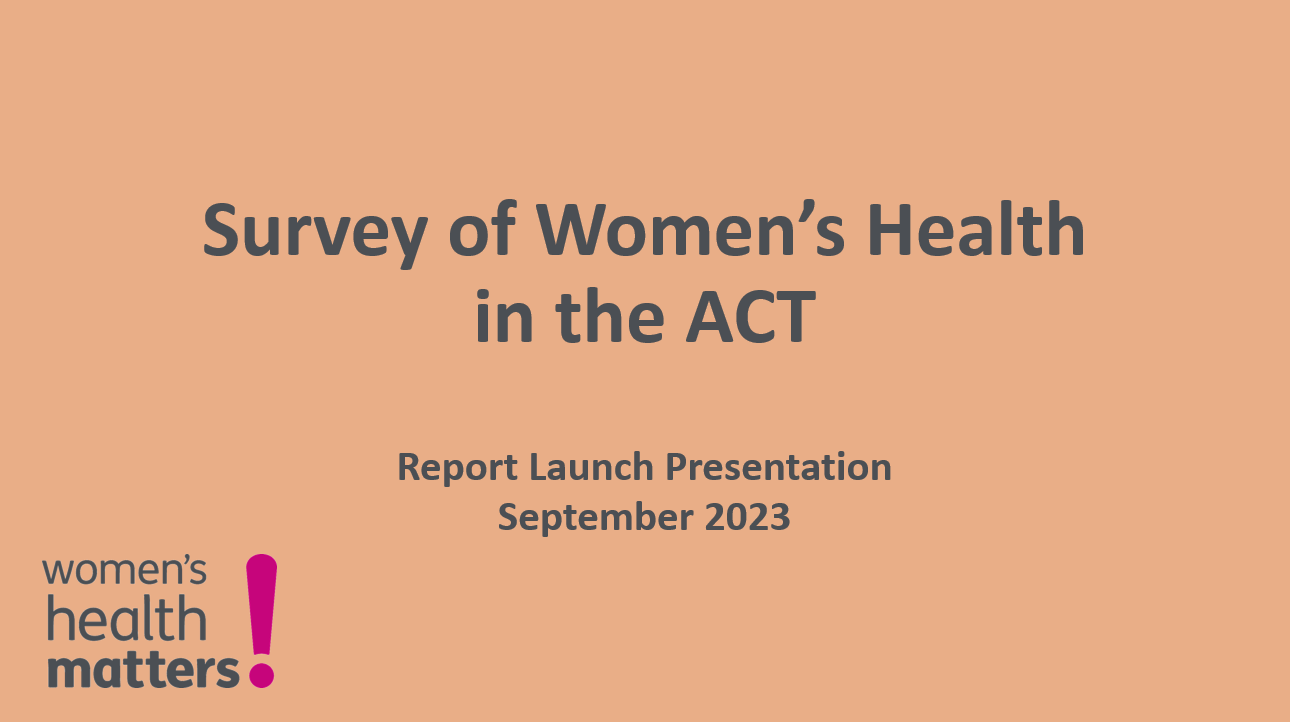 Survey of Women’s Health
in the ACT
Report Launch Presentation
September 2023
women’s
health
matters!